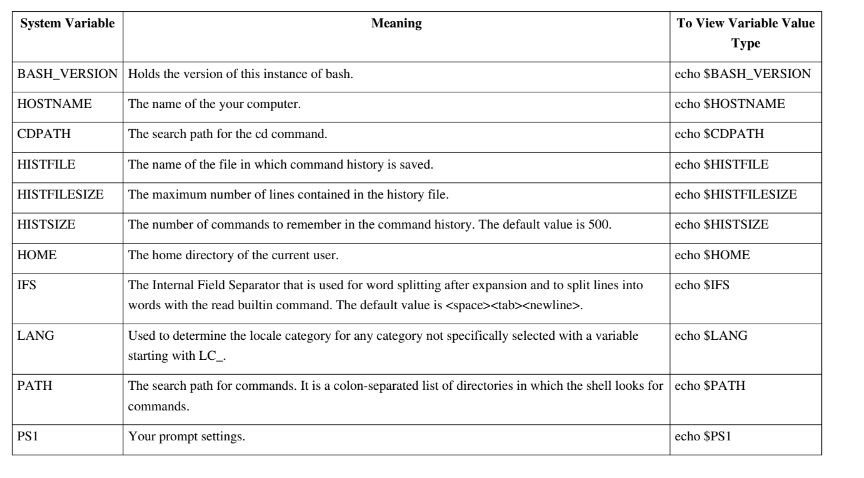 System Variable Meaning To View Variable Value
Type
BASH_VERSION Holds the version of this instance of bash. echo $BASH_VERSION
HOSTNAME The name of the your computer. echo $HOSTNAME
CDPATH The search path for the cd command. echo $CDPATH
HISTFILE The name of the file in which command history is saved. echo $HISTFILE
HISTFILESIZE The maximum number of lines contained in the history file. echo $HISTFILESIZE
HISTSIZE The number of commands to remember in the command history. The default value is 500. echo $HISTSIZE
HOME The home directory of the current user. echo $HOME
IFS The Internal Field Separator that is used for word splitting after expansion and to split lines into echo $IFS
words with the read builtin command. The default value is <space><tab><newline>.
LANG Used to determine the locale category for any category not specifically selected with a variable echo $LANG
starting with LC_.
PATH The search path for commands. It is a colon-separated list of directories in which the shell looks for echo $PATH
commands.
PS1 Your prompt settings. echo $PS1